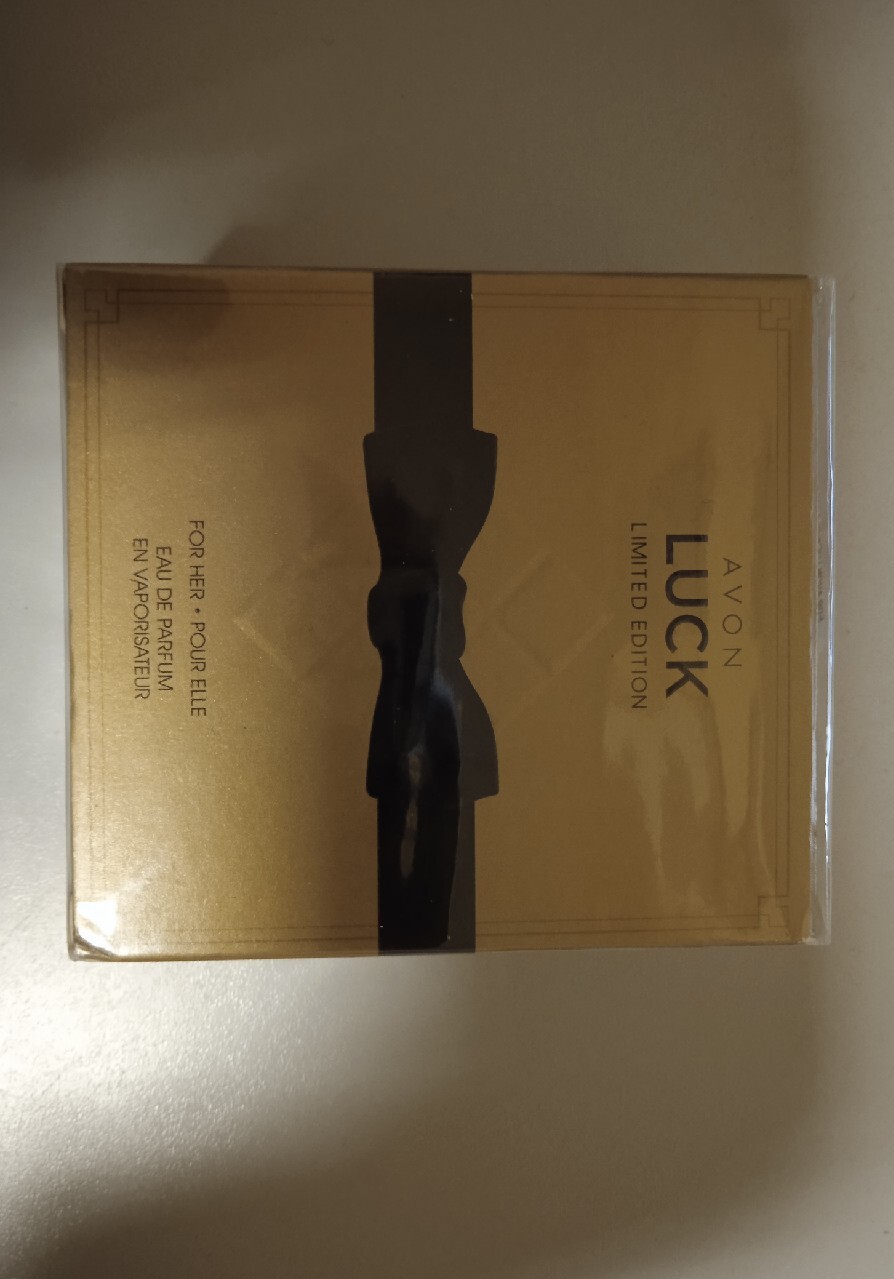 AVON
LUCK
LIMITED EDITION
FOR HER • POUR ELLE
EAU DE PARFUM
EN VAPORISATEUR